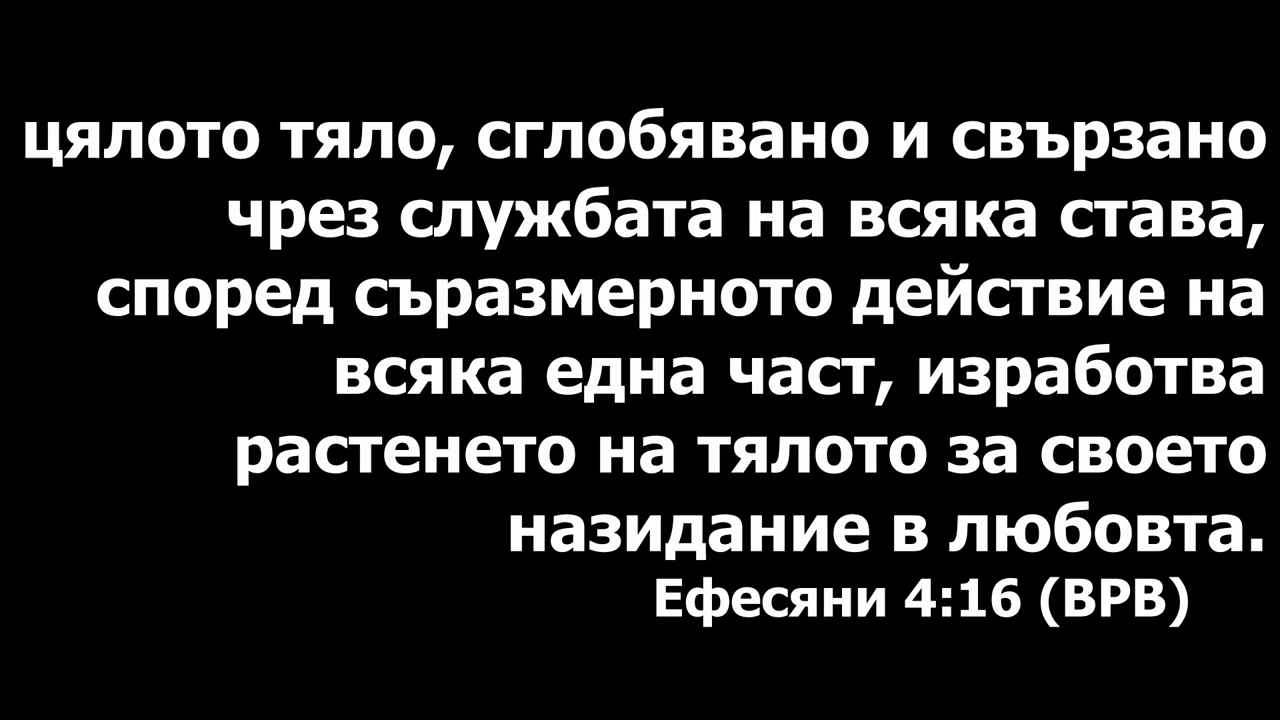 цялото тяло, сглобявано и свързано
чрез службата на всяка става,
според съразмерното действие на
всяка една част, изработва
растенето на тялото за своето
назидание в любовта.
Ефесяни 4:16 (ВРВ)